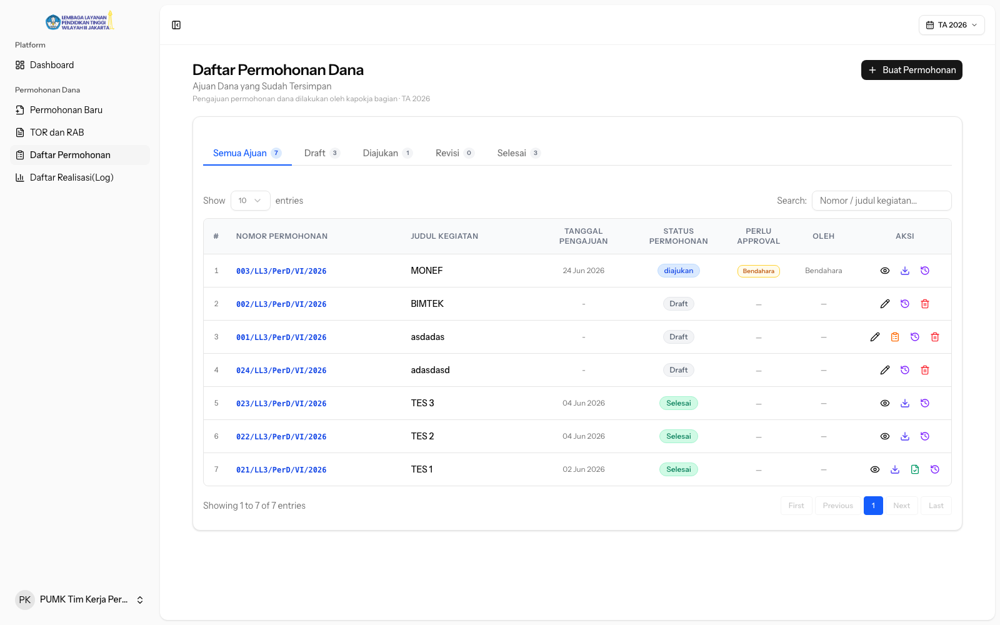 LEMBAGA LAYANAN
PENDIDIKAN TINGGI
WILAYAH III JAKARTA
Platform
Dashboard
Permohonan Dana
Permohonan Baru
TOR dan RAB
Daftar Permohonan
Daftar Realisasi(Log)
PK PUMK Tim Kerja Per...
TA 2026
Daftar Permohonan Dana
Ajuan Dana yang Sudah Tersimpan
Pengajuan permohonan dana dilakukan oleh kapokja bagian · TA 2026
Buat Permohonan
Semua Ajuan 7 Draft 3 Diajukan 1 Revisi 0 Selesai 3
Show 10 entries Search: Nomor / judul kegiatan...
# NOMOR PERMOHONAN JUDUL KEGIATAN TANGGAL PENGAJUAN STATUS PERMOHONAN PERLU APPROVAL OLEH AKSI
1 003/LL3/PerD/VI/2026 MONEF 24 Jun 2026 diajukan Bendahara Bendahara
2 002/LL3/PerD/VI/2026 BIMTEK - Draft — —
3 001/LL3/PerD/VI/2026 asdadas - Draft — —
4 024/LL3/PerD/VI/2026 adasdasd - Draft — —
5 023/LL3/PerD/VI/2026 TES 3 04 Jun 2026 Selesai — —
6 022/LL3/PerD/VI/2026 TES 2 04 Jun 2026 Selesai — —
7 021/LL3/PerD/VI/2026 TES 1 02 Jun 2026 Selesai — —
Showing 1 to 7 of 7 entries First Previous 1 Next Last